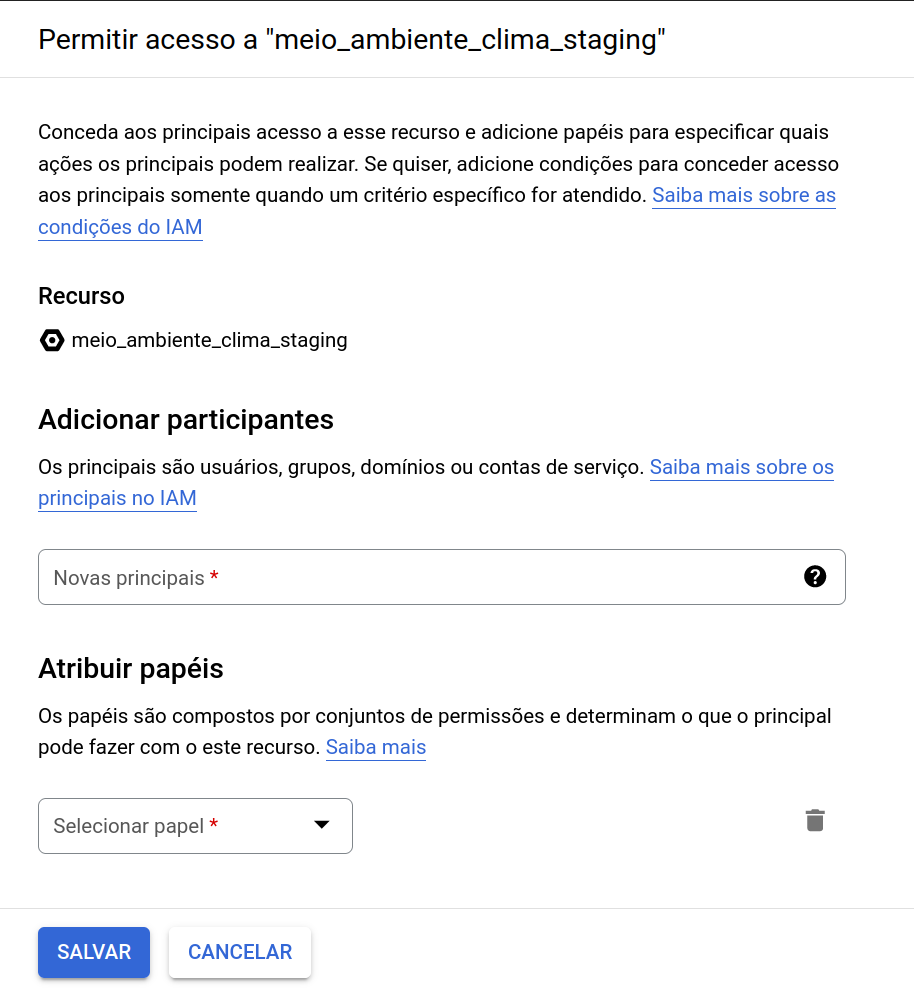 Permitir acesso a "meio_ambiente_clima_staging"
Conceda aos principais acesso a esse recurso e adicione papéis para especificar quais
ações os principais podem realizar. Se quiser, adicione condições para conceder acesso
aos principais somente quando um critério específico for atendido. Saiba mais sobre as
condições do IAM
Recurso
meio_ambiente_clima_staging
Adicionar participantes
Os principais são usuários, grupos, domínios ou contas de serviço. Saiba mais sobre os
principais no IAM
Novas principais *
Atribuir papéis
Os papéis são compostos por conjuntos de permissões e determinam o que o principal
pode fazer com o este recurso. Saiba mais
Selecionar papel *
SALVAR CANCELAR